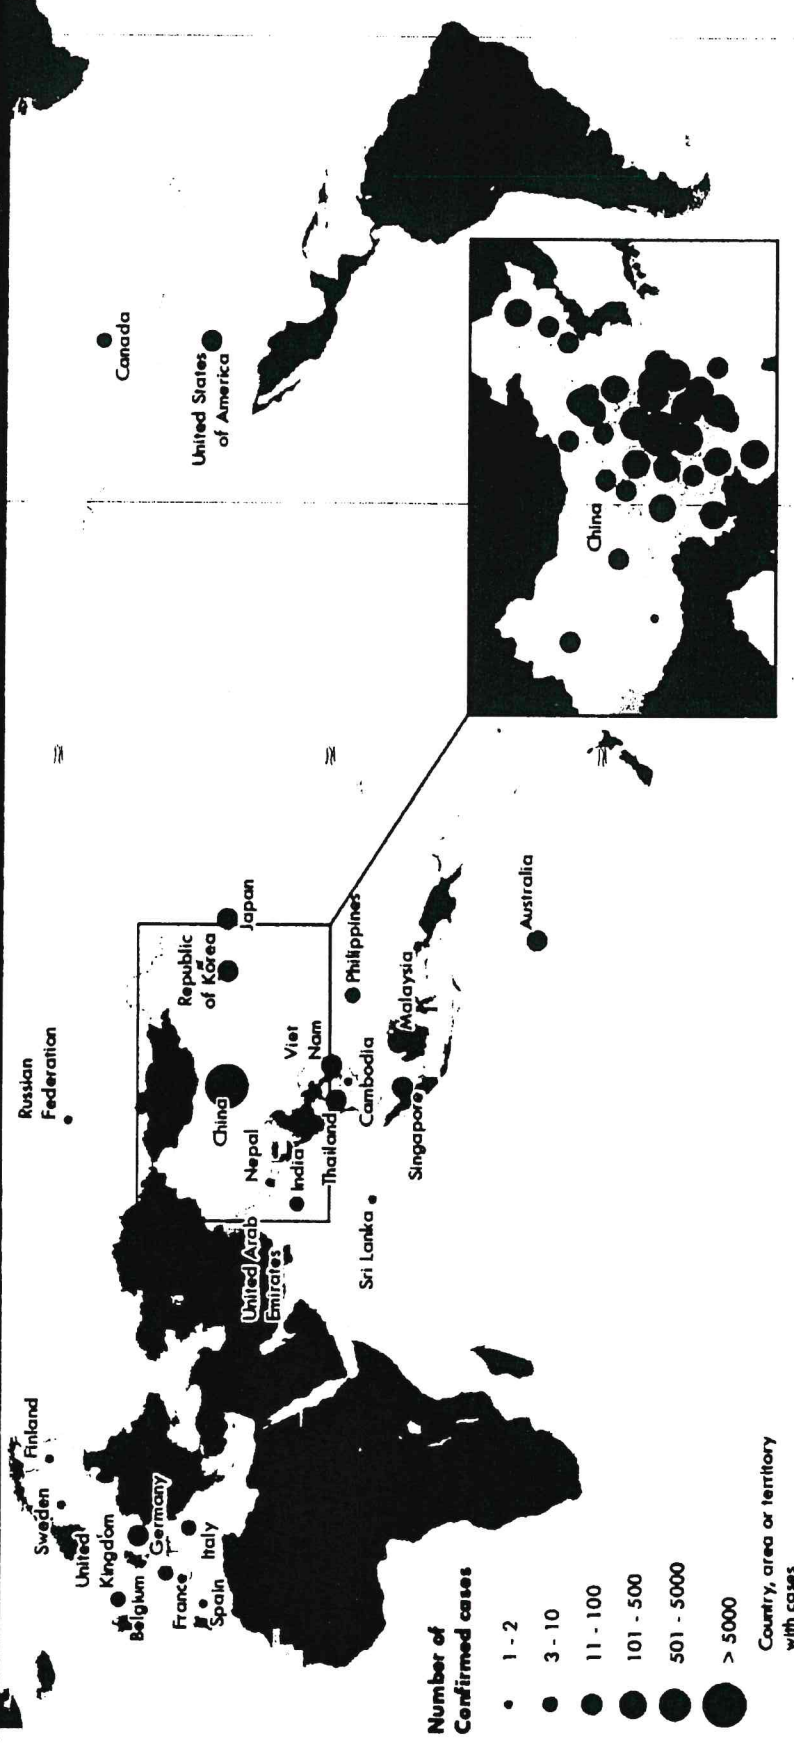 Canada
United States
of America
Russian
Federation
Finland
Sweden
United
Kingdom
Belgium
Germany
France
Italy
Spain
China
Republic
of Korea
Japan
Nepal
India
Viet
Nam
Thailand
Cambodia
Philippines
Malaysia
Singapore
Sri Lanka
United Arab
Emirates
Australia
China
Number of
Confirmed cases
1 - 2
3 - 10
11 - 100
101 - 500
501 - 5000
> 5000
Country, area or territory
with cases